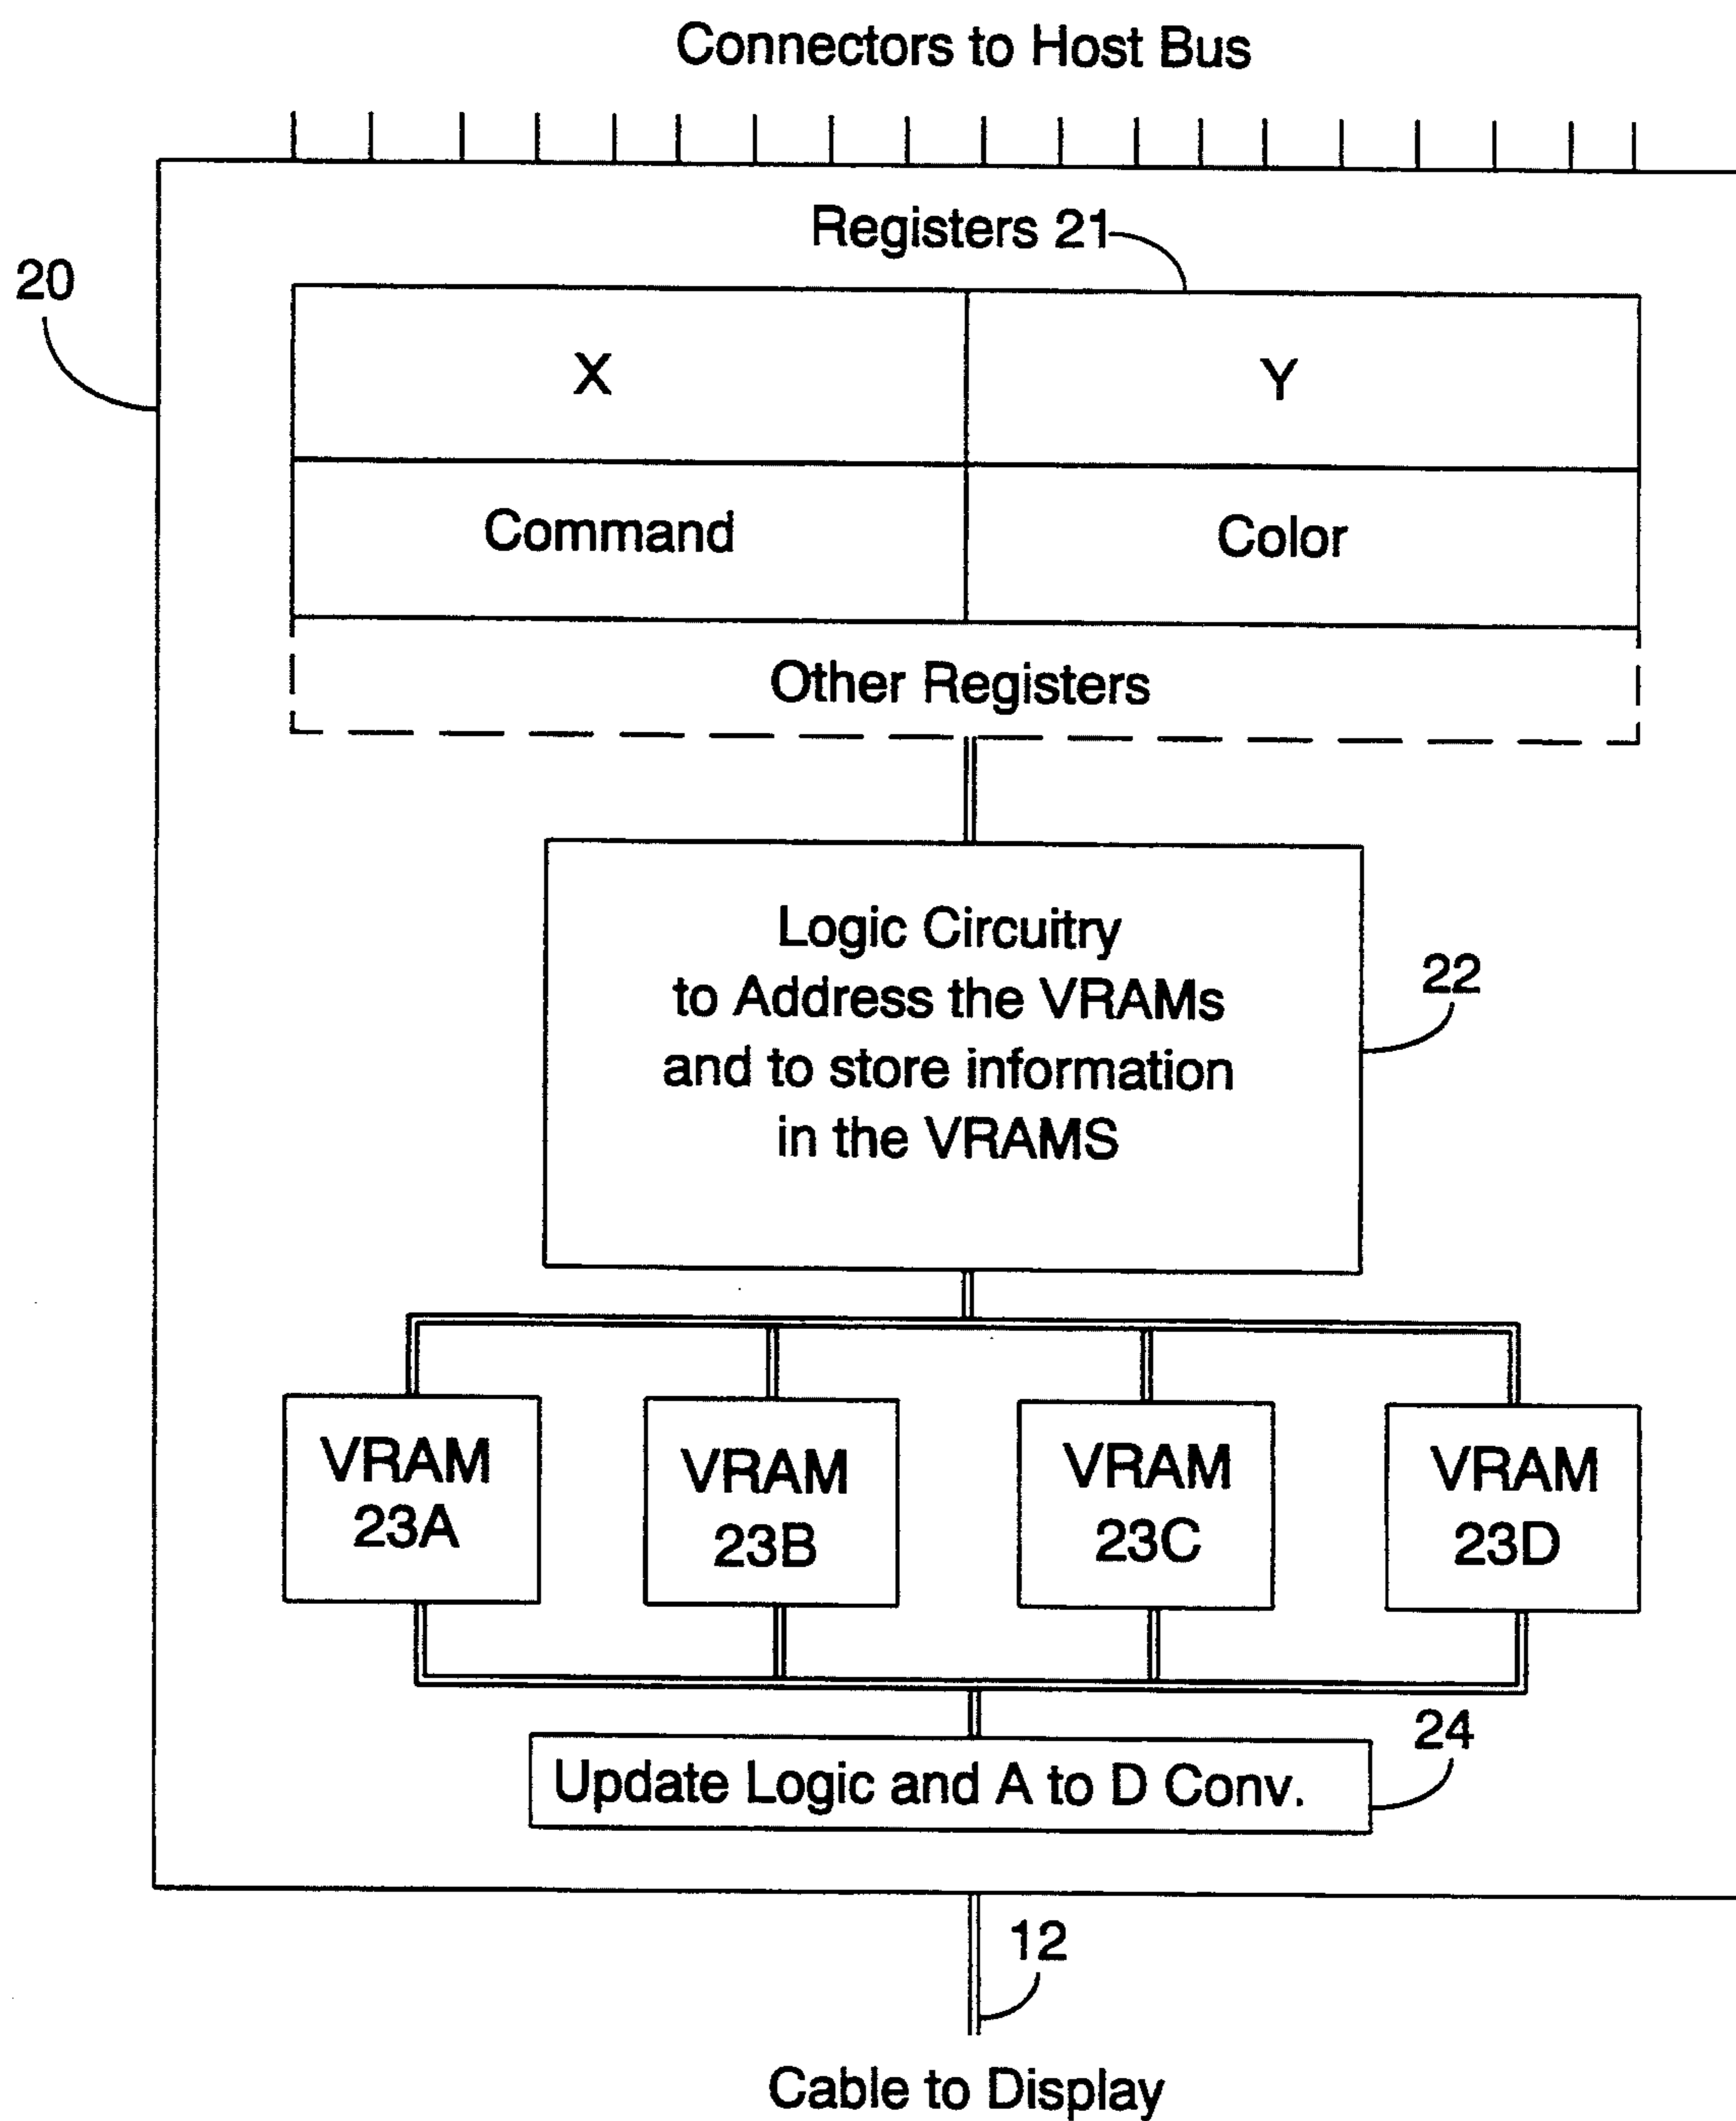 Connectors to Host Bus
Registers 21
20
X
Y
Command
Color
Other Registers
Logic Circuitry
to Address the VRAMs
and to store information
in the VRAMS
22
VRAM
23A
VRAM
23B
VRAM
23C
VRAM
23D
24
Update Logic and A to D Conv.
12
Cable to Display